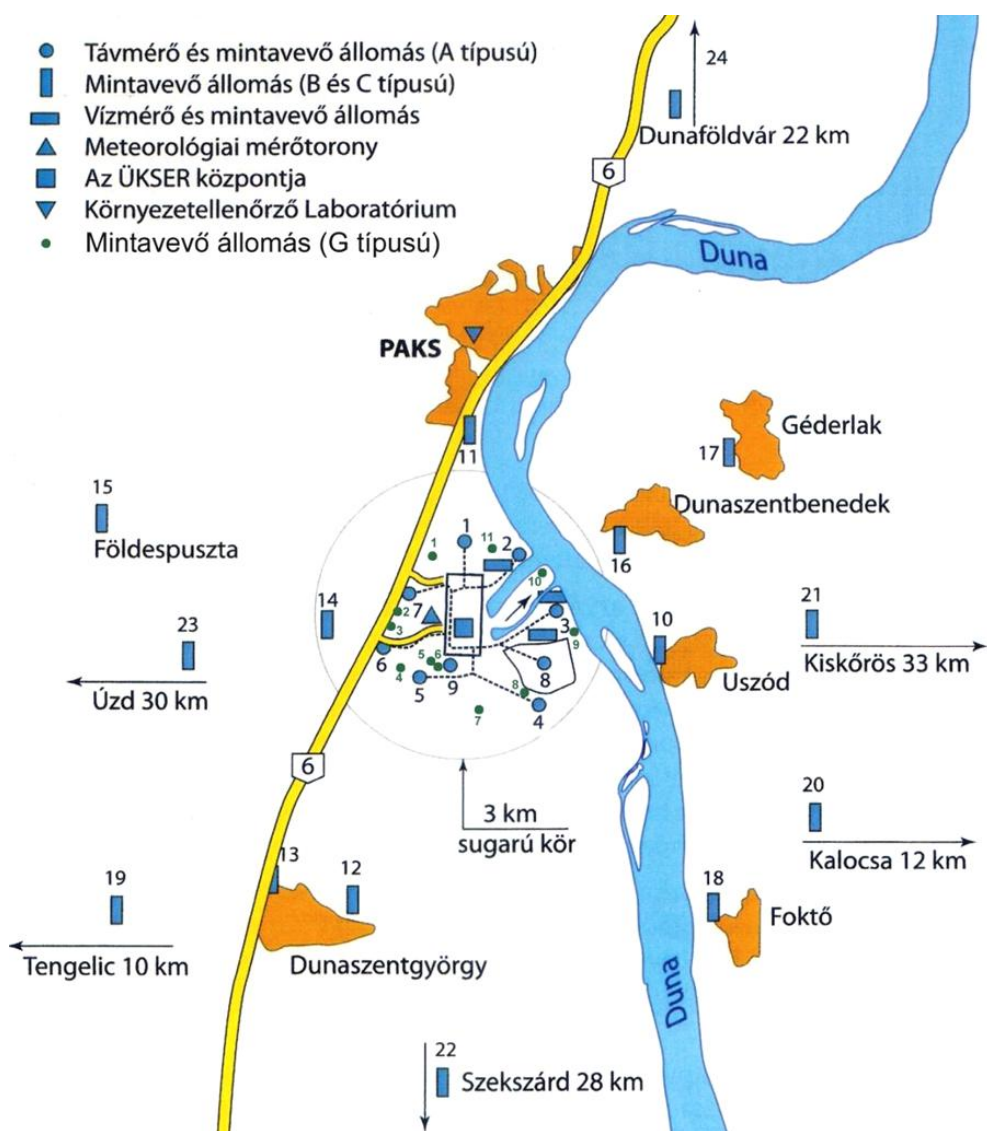 Távmérő és mintavevő állomás (A típusú)
Mintavevő állomás (B és C típusú)
Vízmérő és mintavevő állomás
Meteorológiai mérőtorony
Az ÜKSER központja
Környezetellenőrző Laboratórium
Mintavevő állomás (G típusú)
24
Dunaföldvár 22 km
6
Duna
PAKS
11
Géderlak
17
Dunaszentbenedek
16
15
Földespuszta
1
1
11
2
10
14
7
2
3
3
9
6
4
5
6
5
9
8
8
4
7
10
Uszód
21
Kiskőrös 33 km
23
Úzd 30 km
6
3 km
sugarú kör
20
Kalocsa 12 km
13
12
19
18
Foktő
Tengelic 10 km
Dunaszentgyörgy
Duna
22
Szekszárd 28 km